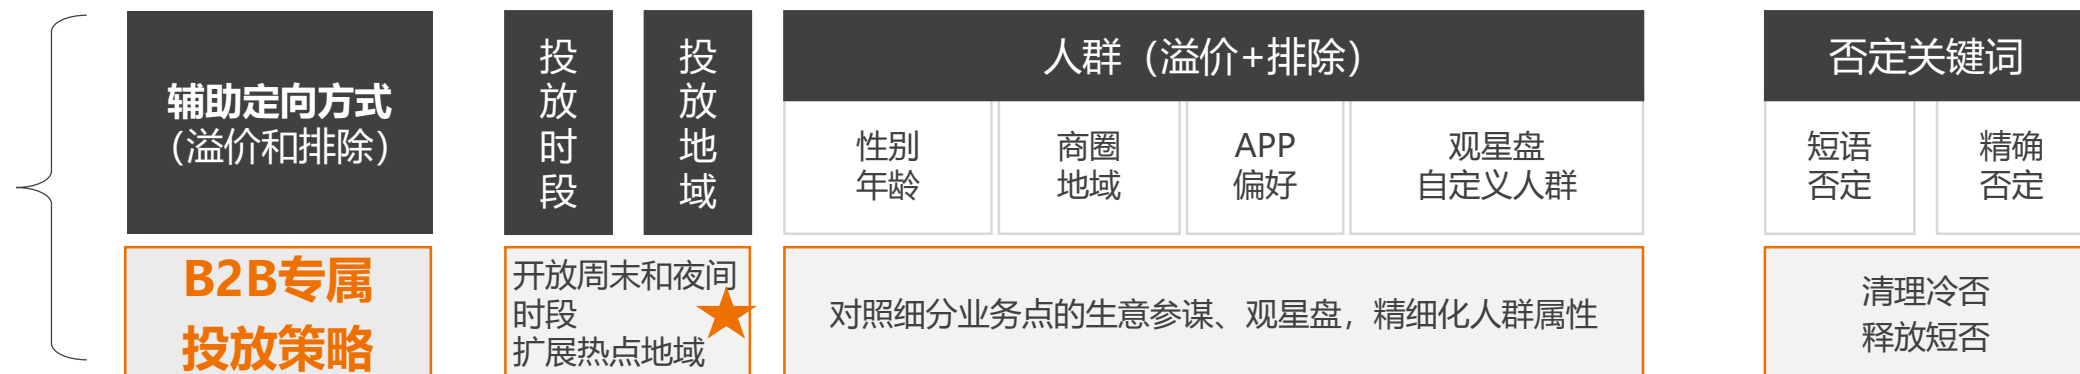 辅助定向方式
（溢价和排除）
投放时段
投放地域
人群（溢价+排除）
否定关键词
性别
年龄
商圈
地域
APP
偏好
观星盘
自定义人群
短语
否定
精确
否定
B2B专属
投放策略
开放周末和夜间
时段
扩展热点地域
对照细分业务点的生意参谋、观星盘，精细化人群属性
清理冷否
释放短否